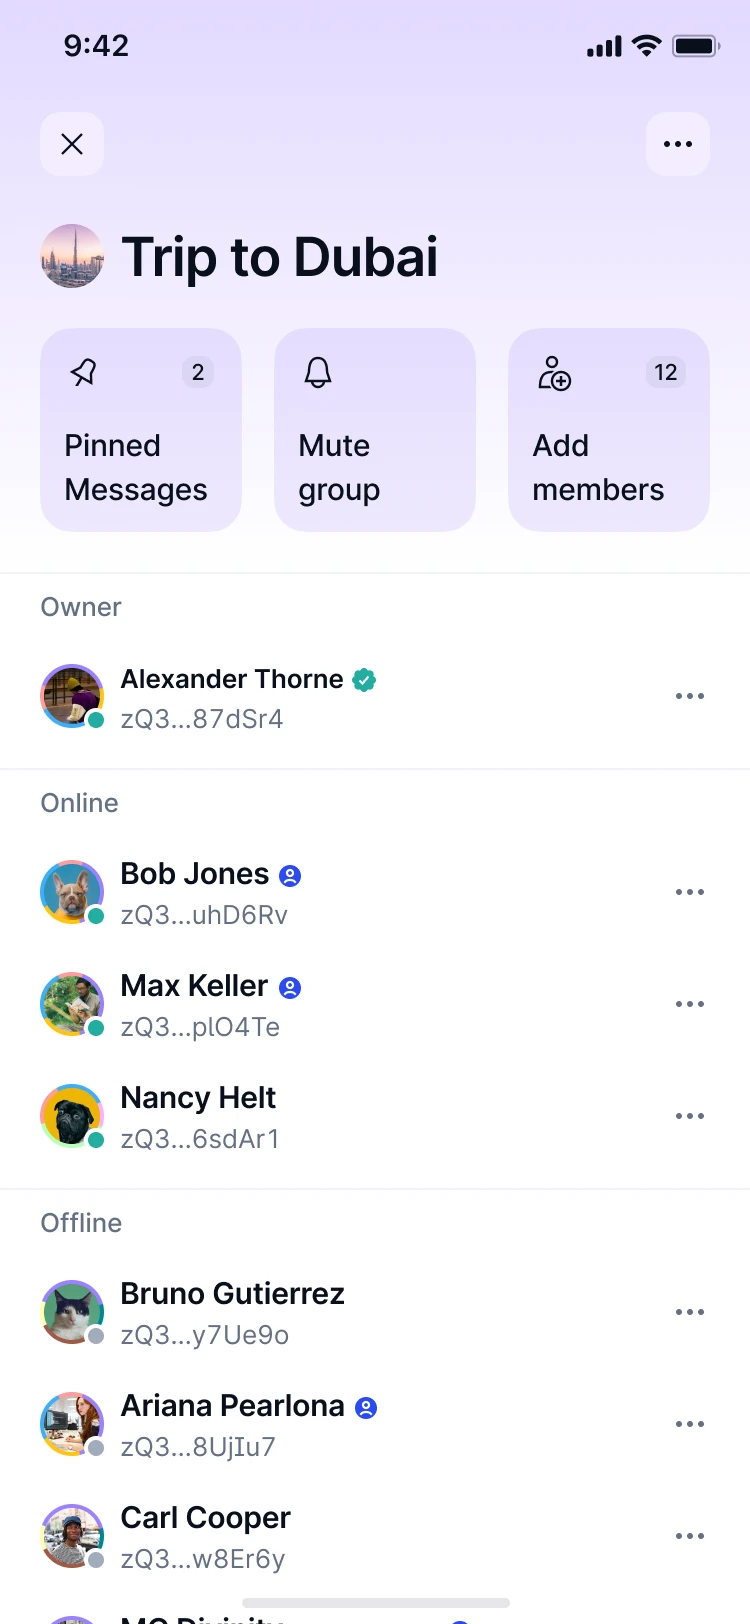 9:42
Trip to Dubai
2
Pinned
Messages
Mute
group
12
Add
members
Owner
Alexander Thorne
zQ3...87dSr4
Online
Bob Jones
zQ3...uhD6Rv
Max Keller
zQ3...plO4Te
Nancy Helt
zQ3...6sdAr1
Offline
Bruno Gutierrez
zQ3...y7Ue9o
Ariana Pearlona
zQ3...8UjIu7
Carl Cooper
zQ3...w8Er6y